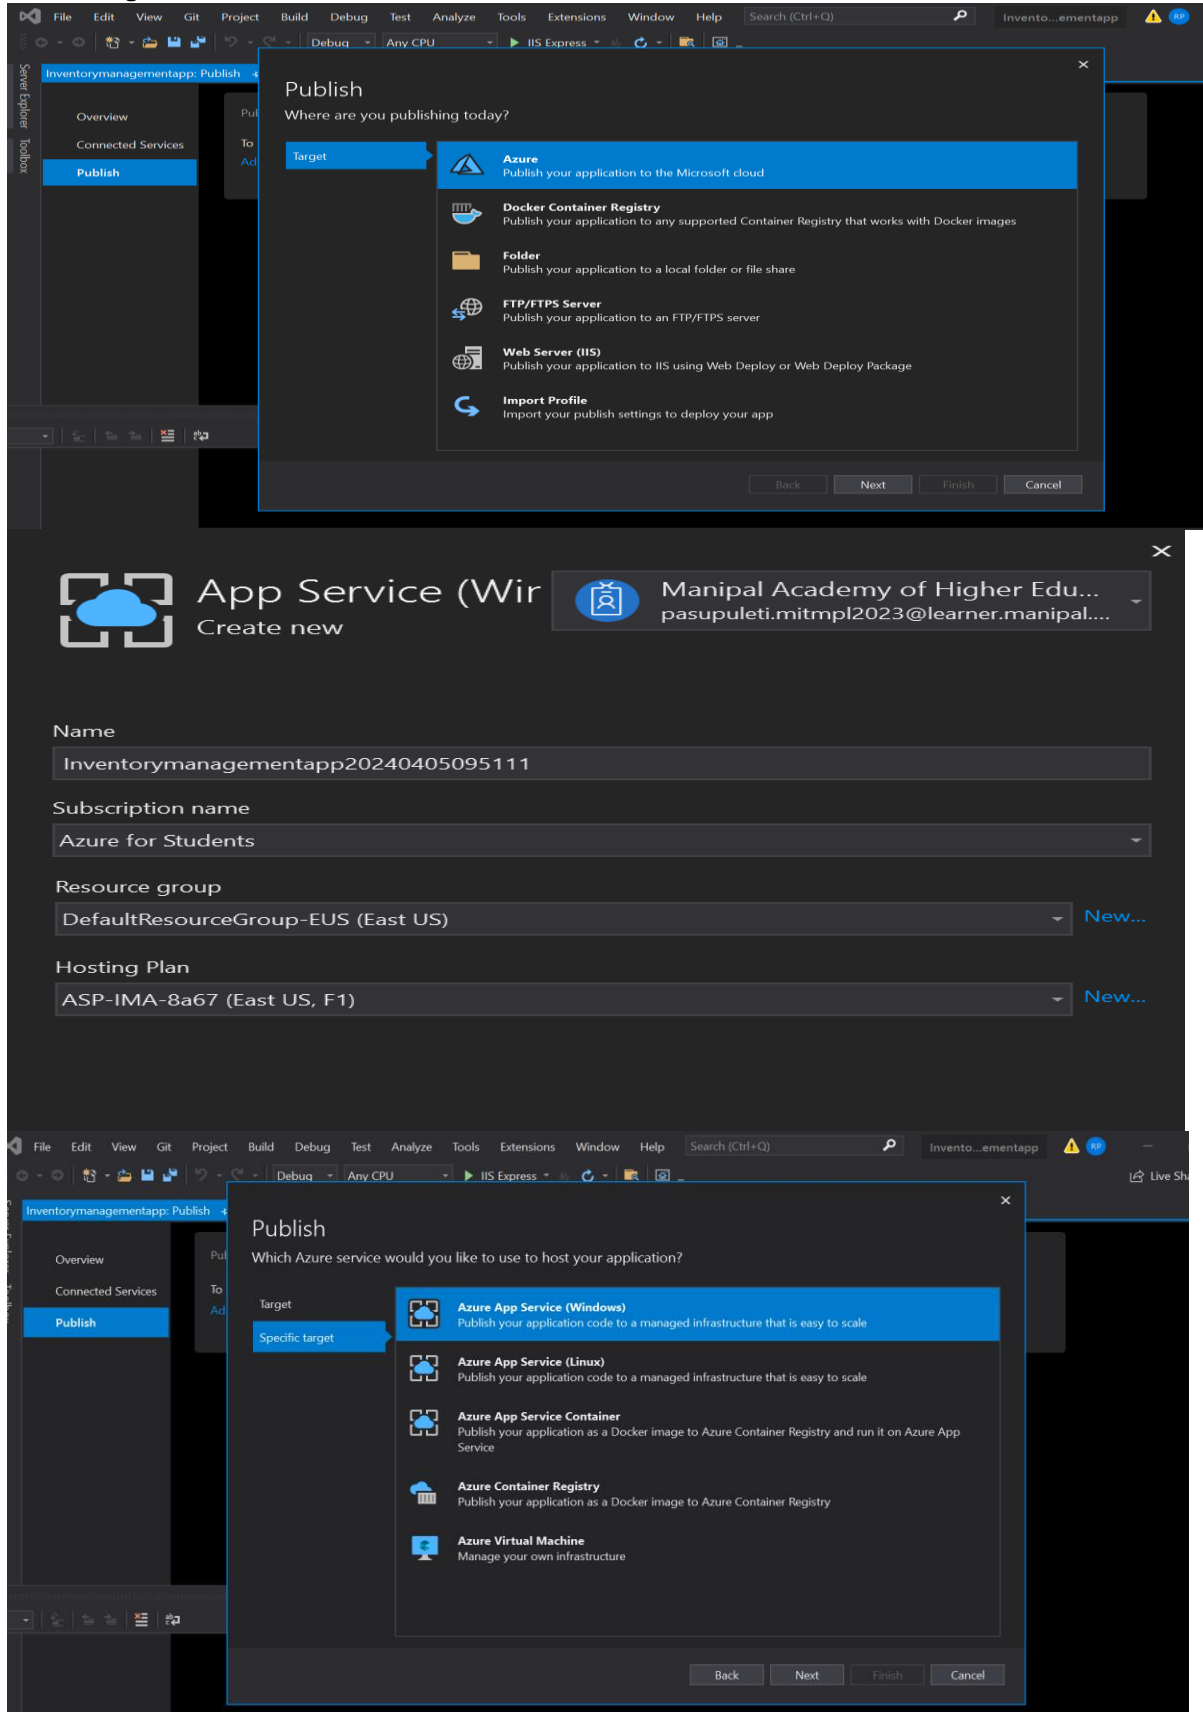 File Edit View Git Project Build Debug Test Analyze Tools Extensions Window Help Search (Ctrl+Q) Invento...ementapp RP
Debug Any CPU IIS Express
Server Explorer
Toolbox
Inventorymanagementapp: Publish
Overview
Connected Services
Publish
To
Publish
Where are you publishing today?
Target
Azure
Publish your application to the Microsoft cloud
Docker Container Registry
Publish your application to any supported Container Registry that works with Docker images
Folder
Publish your application to a local folder or file share
FTP/FTPS Server
Publish your application to an FTP/FTPS server
Web Server (IIS)
Publish your application to IIS using Web Deploy or Web Deploy Package
Import Profile
Import your publish settings to deploy your app
Back Next Finish Cancel
App Service (Wir
Create new
Manipal Academy of Higher Edu...
pasupuleti.mitmpl2023@learner.manipal....
Name
Inventorymanagementapp20240405095111
Subscription name
Azure for Students
Resource group
DefaultResourceGroup-EUS (East US) New...
Hosting Plan
ASP-IMA-8a67 (East US, F1) New...
File Edit View Git Project Build Debug Test Analyze Tools Extensions Window Help Search (Ctrl+Q) Invento...ementapp RP
Debug Any CPU IIS Express Live Sha
Inventorymanagementapp: Publish
Overview
Connected Services
Publish
To
Publish
Which Azure service would you like to use to host your application?
Target
Specific target
Azure App Service (Windows)
Publish your application code to a managed infrastructure that is easy to scale
Azure App Service (Linux)
Publish your application code to a managed infrastructure that is easy to scale
Azure App Service Container
Publish your application as a Docker image to Azure Container Registry and run it on Azure App
Service
Azure Container Registry
Publish your application as a Docker image to Azure Container Registry
Azure Virtual Machine
Manage your own infrastructure
Back Next Finish Cancel